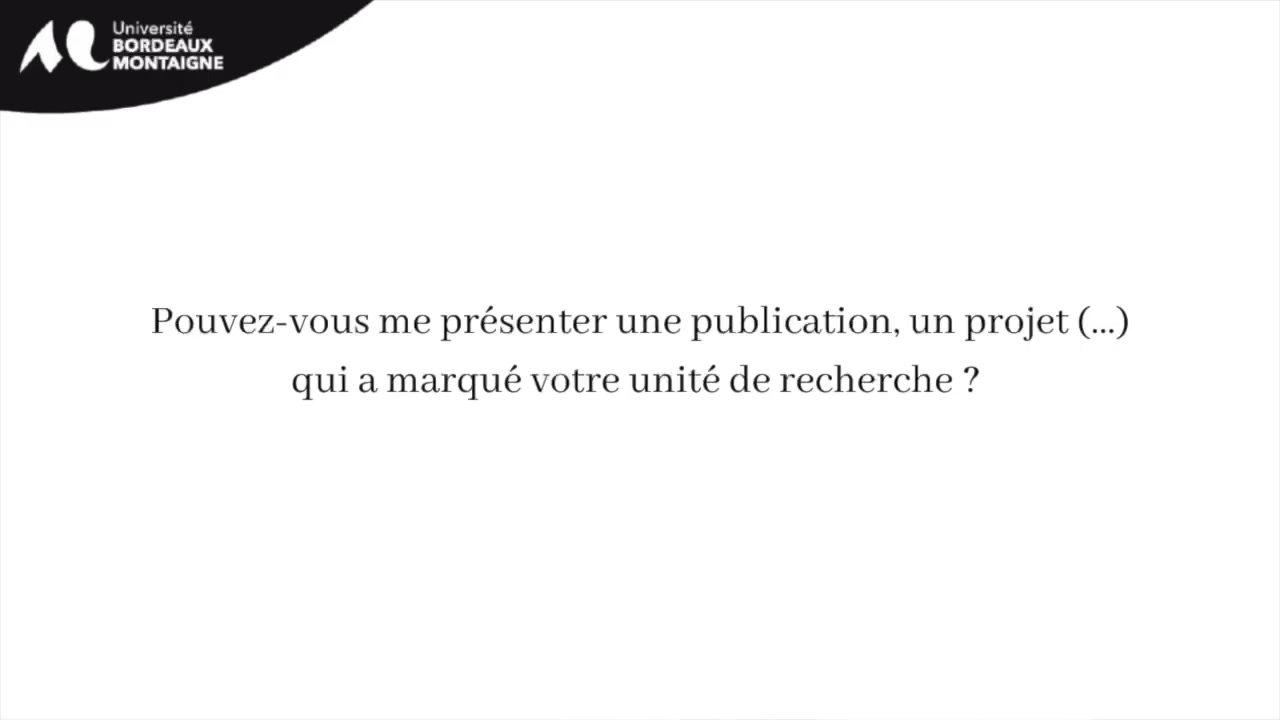 Université
BORDEAUX
MONTAIGNE
Pouvez-vous me présenter une publication, un projet (...)
qui a marqué votre unité de recherche ?